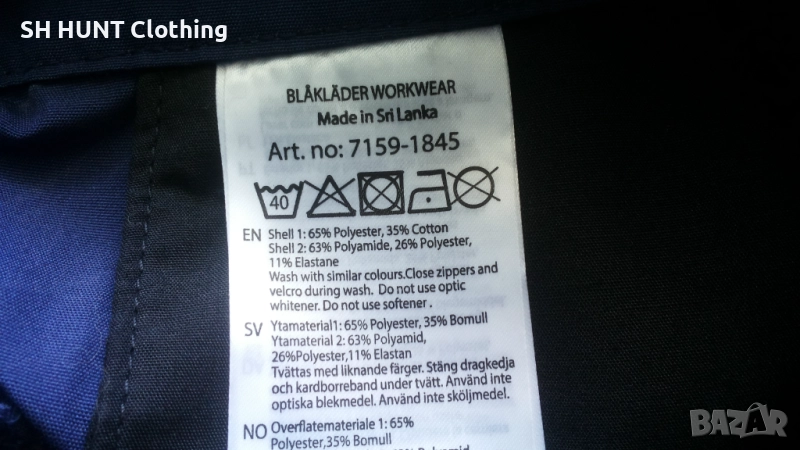 SH HUNT Clothing
BLÅKLÄDER WORKWEAR
Made in Sri Lanka
Art. no: 7159-1845
40
EN Shell 1: 65% Polyester, 35% Cotton
Shell 2: 63% Polyamide, 26% Polyester,
11% Elastane
Wash with similar colours.Close zippers and
velcro during wash. Do not use optic
whitener. Do not use softener .
SV Ytamaterial1: 65% Polyester, 35% Bomull
Ytamaterial 2: 63% Polyamid,
26%Polyester,11% Elastan
Tvättas med liknande färger. Stäng dragkedja
och kardborreband under tvätt. Använd inte
optiska blekmedel. Använd inte sköljmedel.
NO Overflatemateriale 1: 65%
Polyester,35% Bomull
63% Polyamid
BAZAR